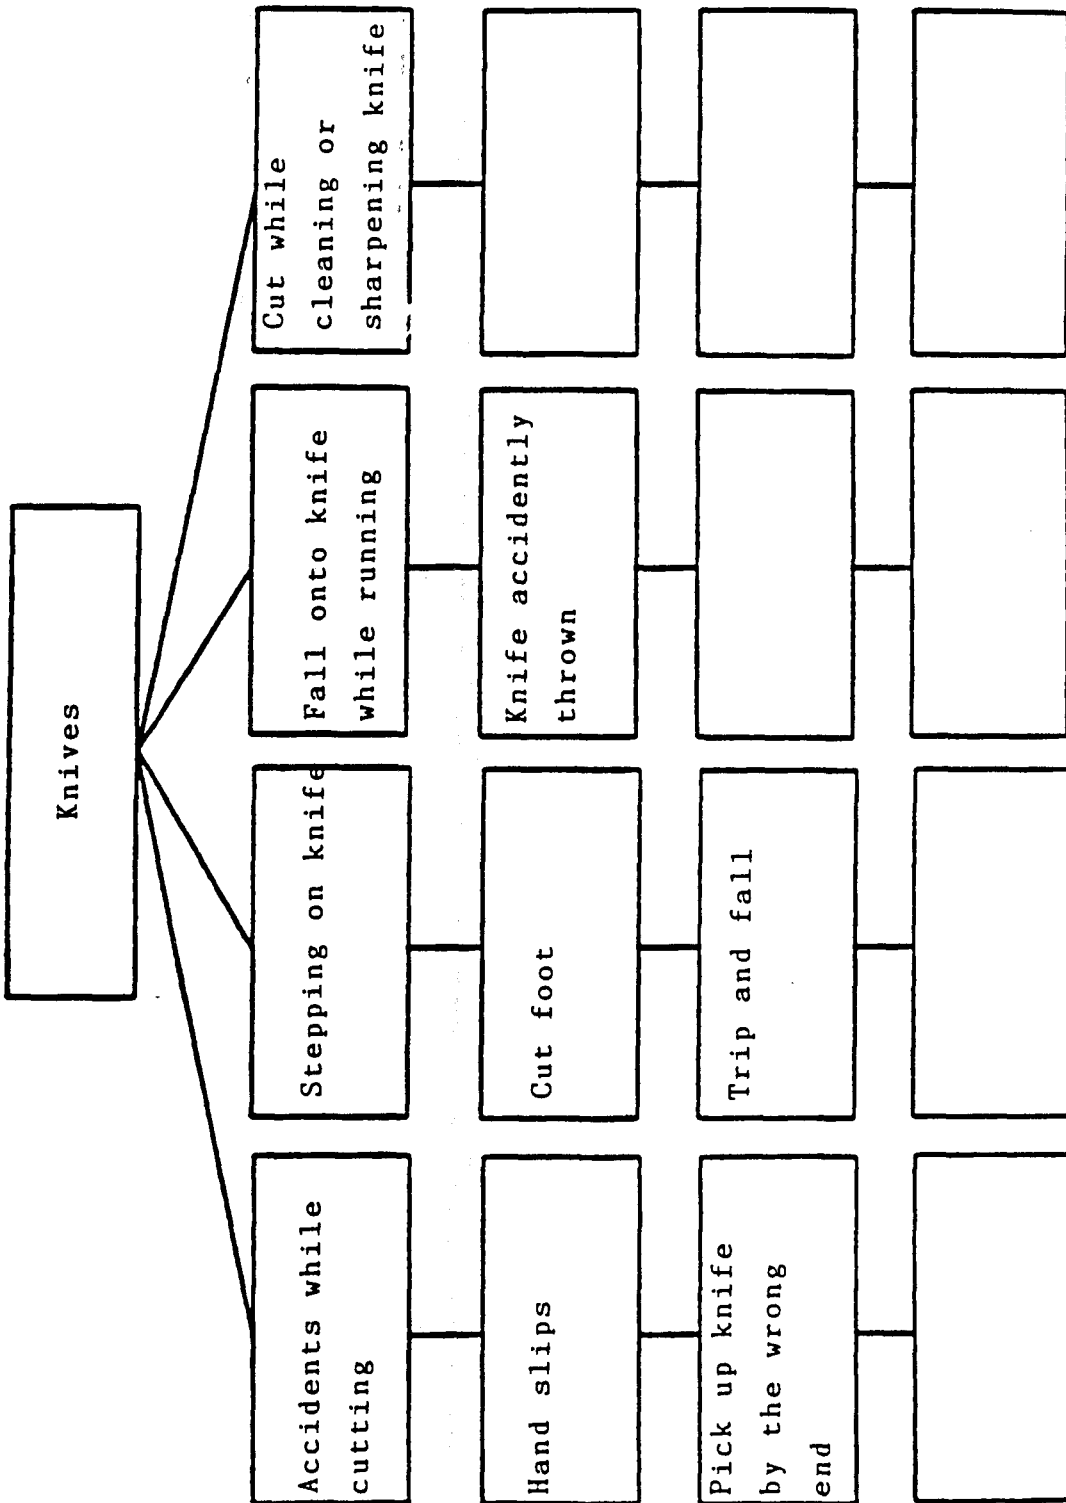 Knives
Accidents while
cutting
Stepping on knife
Fall onto knife
while running
Cut while
cleaning or
sharpening knife
Hand slips
Cut foot
Knife accidently
thrown
Pick up knife
by the wrong
end
Trip and fall